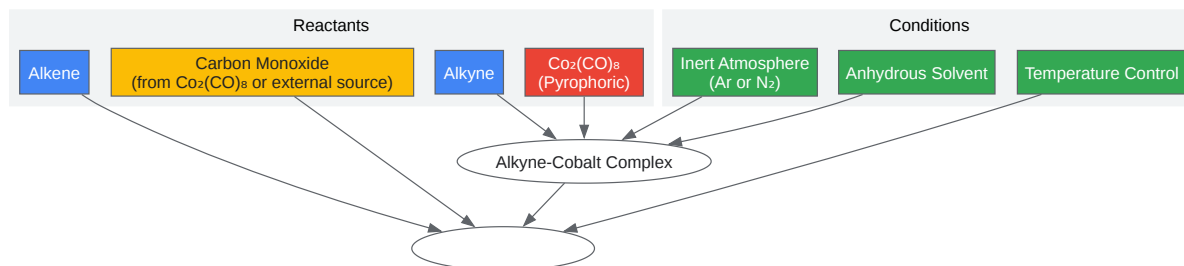 Reactants
Conditions
Alkene
Carbon Monoxide
(from Co₂(CO)₈ or external source)
Alkyne
Co₂(CO)₈
(Pyrophoric)
Inert Atmosphere
(Ar or N₂)
Anhydrous Solvent
Temperature Control
Alkyne-Cobalt Complex